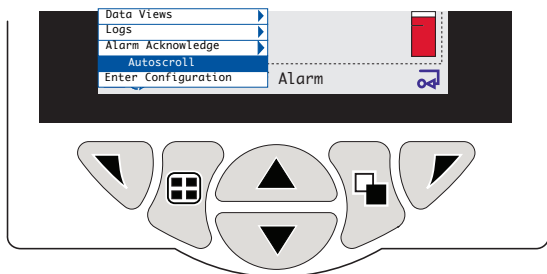 Data Views
Logs
Alarm Acknowledge
Autoscroll
Enter Configuration
Alarm